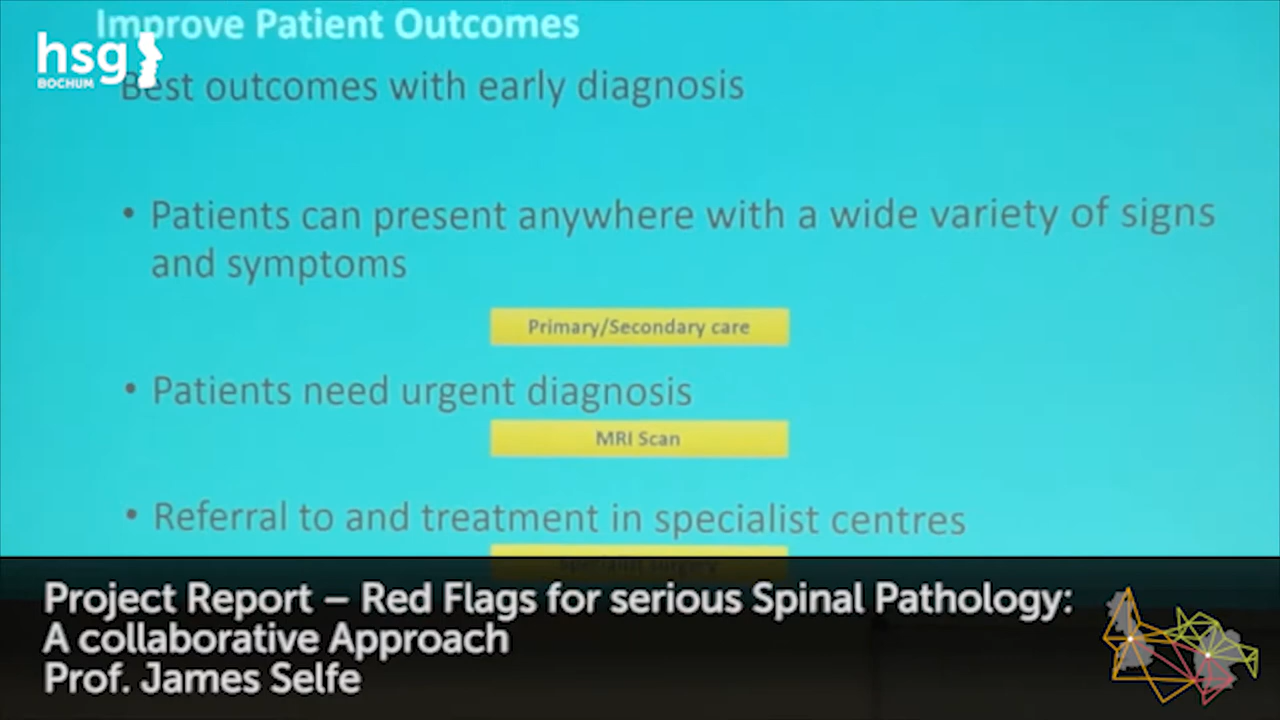 Improve Patient Outcomes
hsg
BOCHUM
Best outcomes with early diagnosis
• Patients can present anywhere with a wide variety of signs
and symptoms
Primary/Secondary care
• Patients need urgent diagnosis
MRI Scan
• Referral to and treatment in specialist centres
Specialist surgery
Project Report – Red Flags for serious Spinal Pathology:
A collaborative Approach
Prof. James Selfe